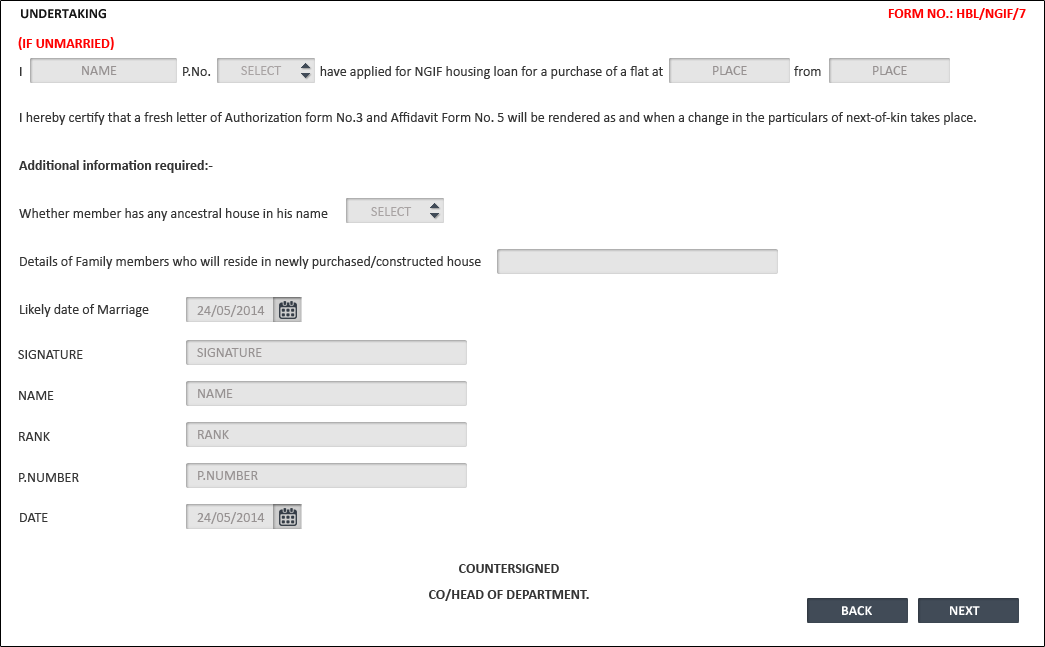 UNDERTAKING FORM NO.: HBL/NGIF/7
(IF UNMARRIED)
I NAME P.No. SELECT have applied for NGIF housing loan for a purchase of a flat at PLACE from PLACE
I hereby certify that a fresh letter of Authorization form No.3 and Affidavit Form No. 5 will be rendered as and when a change in the particulars of next-of-kin takes place.
Additional information required:-
Whether member has any ancestral house in his name SELECT
Details of Family members who will reside in newly purchased/constructed house
Likely date of Marriage 24/05/2014
SIGNATURE SIGNATURE
NAME NAME
RANK RANK
P.NUMBER P.NUMBER
DATE 24/05/2014
COUNTERSIGNED
CO/HEAD OF DEPARTMENT.
BACK NEXT